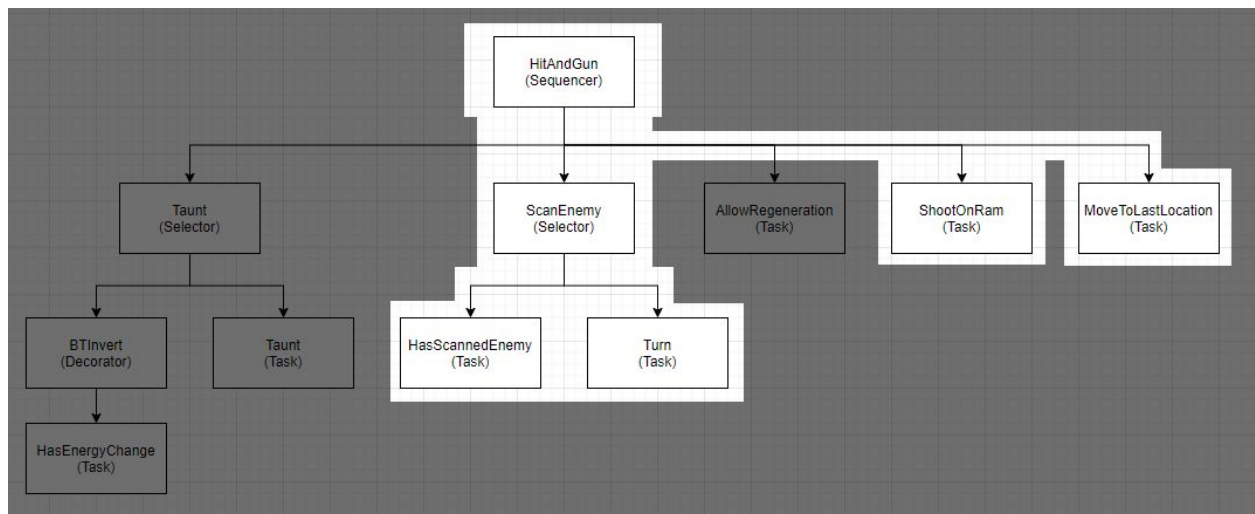 HitAndGun
(Sequencer)
Taunt
(Selector)
ScanEnemy
(Selector)
AllowRegeneration
(Task)
ShootOnRam
(Task)
MoveToLastLocation
(Task)
BTInvert
(Decorator)
Taunt
(Task)
HasScannedEnemy
(Task)
Turn
(Task)
HasEnergyChange
(Task)